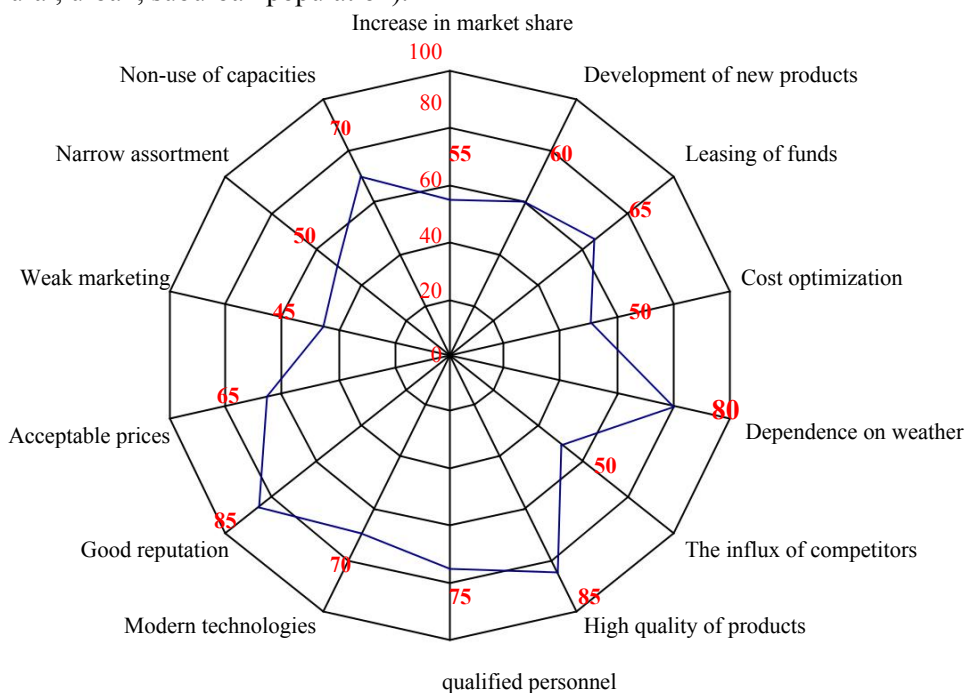 Increase in market share
100
Non-use of capacities
Development of new products
80
70
55
60
Narrow assortment
Leasing of funds
60
65
50
40
Weak marketing
Cost optimization
20
45
50
0
65
80
Acceptable prices
Dependence on weather
50
85
Good reputation
The influx of competitors
70
75
85
Modern technologies
High quality of products
qualified personnel